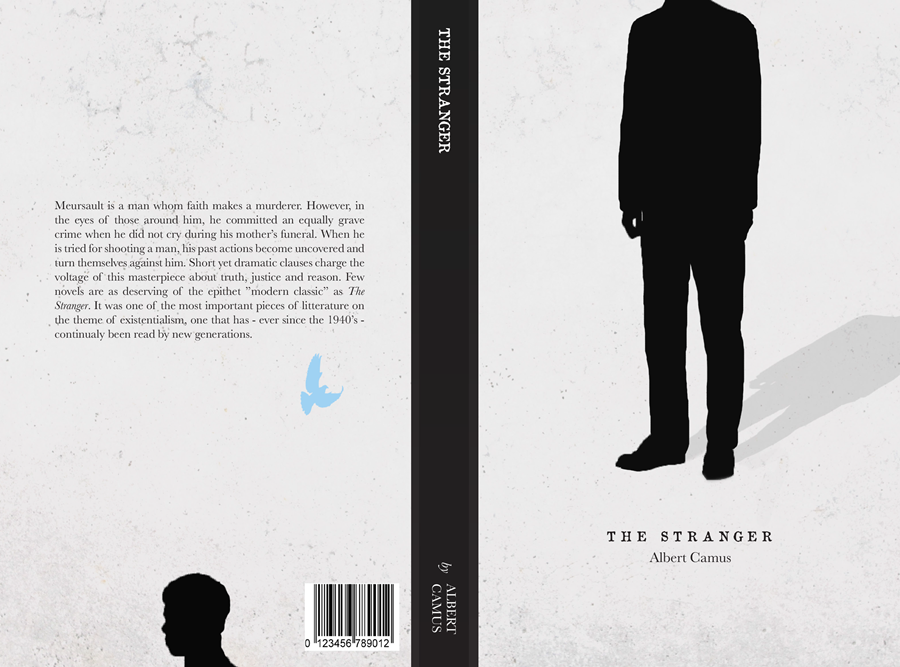 Meursault is a man whom faith makes a murderer. However, in
the eyes of those around him, he committed an equally grave
crime when he did not cry during his mother's funeral. When he
is tried for shooting a man, his past actions become uncovered and
turn themselves against him. Short yet dramatic clauses charge the
voltage of this masterpiece about truth, justice and reason. Few
novels are as deserving of the epithet ”modern classic” as The
Stranger. It was one of the most important pieces of litterature on
the theme of existentialism, one that has - ever since the 1940’s -
continualy been read by new generations.
0 123456 789012
THE STRANGER
by ALBERT
CAMUS
THE STRANGER
Albert Camus